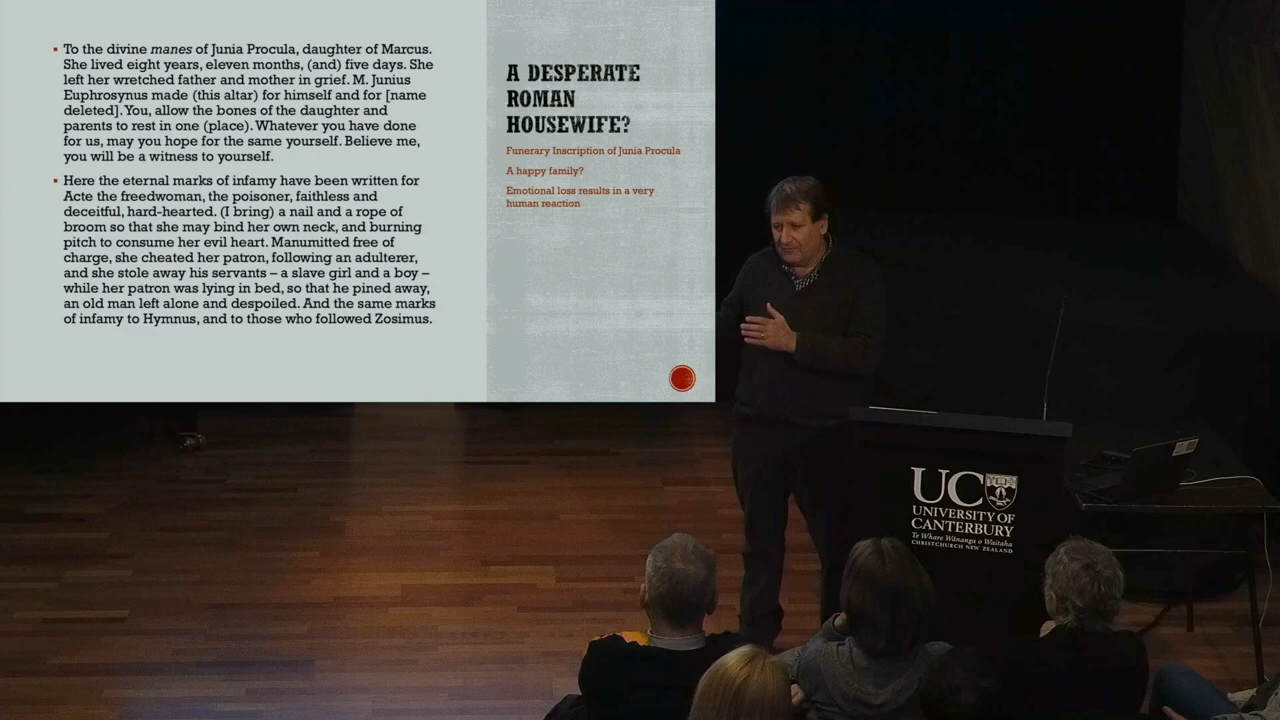 ▪ To the divine manes of Junia Procula, daughter of Marcus.
She lived eight years, eleven months, (and) five days. She
left her wretched father and mother in grief. M. Junius
Euphrosynus made (this altar) for himself and for [name
deleted]. You, allow the bones of the daughter and
parents to rest in one (place). Whatever you have done
for us, may you hope for the same yourself. Believe me,
you will be a witness to yourself.
▪ Here the eternal marks of infamy have been written for
Acte the freedwoman, the poisoner, faithless and
deceitful, hard-hearted. (I bring) a nail and a rope of
broom so that she may bind her own neck, and burning
pitch to consume her evil heart. Manumitted free of
charge, she cheated her patron, following an adulterer,
and she stole away his servants – a slave girl and a boy –
while her patron was lying in bed, so that he pined away,
an old man left alone and despoiled. And the same marks
of infamy to Hymnus, and to those who followed Zosimus.
A DESPERATE
ROMAN
HOUSEWIFE?
Funerary Inscription of Junia Procula
A happy family?
Emotional loss results in a very
human reaction
UC
UNIVERSITY OF
CANTERBURY
Te Whare Wānanga o Waitaha
CHRISTCHURCH NEW ZEALAND